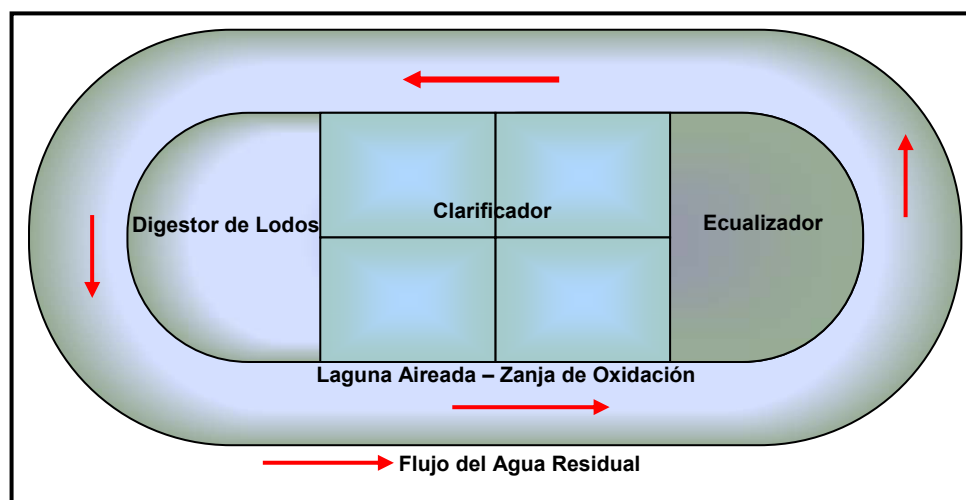 Digestor de Lodos
Clarificador
Ecualizador
Laguna Aireada – Zanja de Oxidación
Flujo del Agua Residual